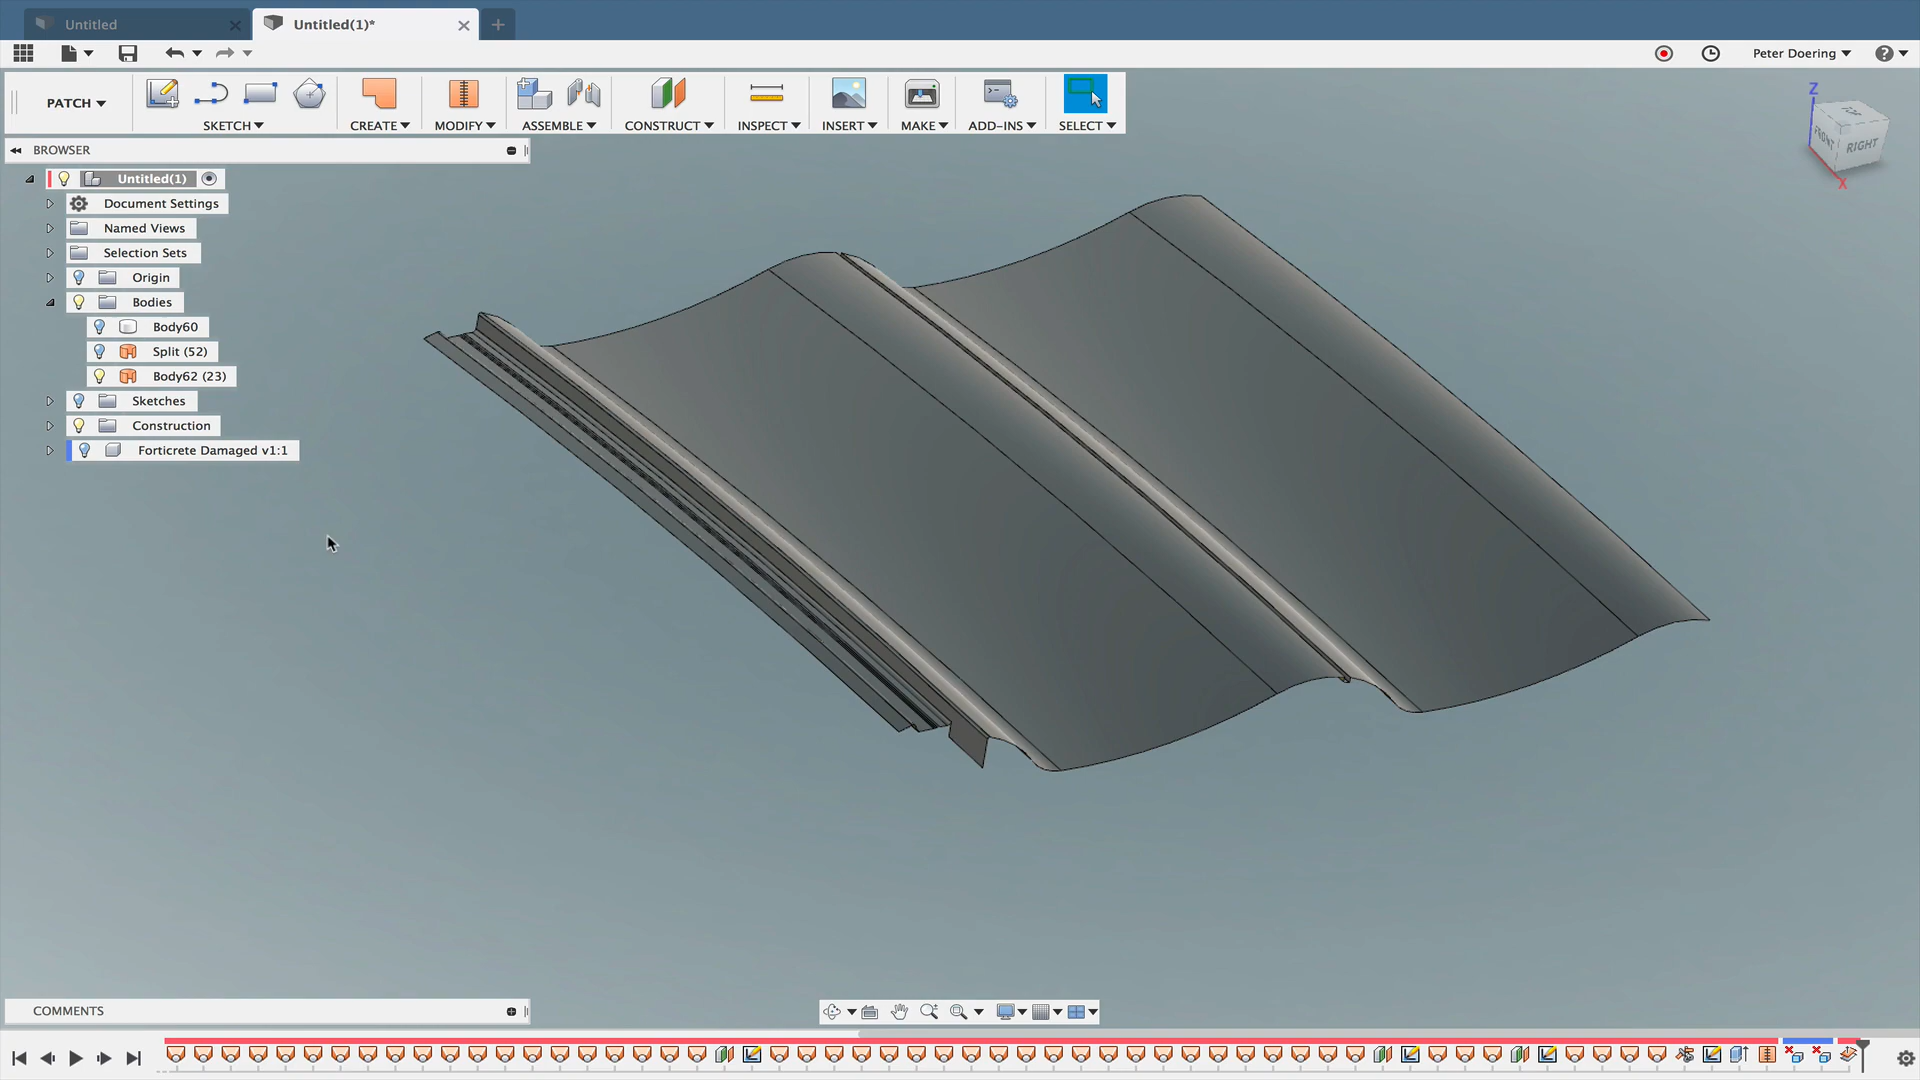 Untitled
Untitled(1)*
Peter Doering
PATCH
SKETCH
CREATE
MODIFY
ASSEMBLE
CONSTRUCT
INSPECT
INSERT
MAKE
ADD-INS
SELECT
Z
FRONT
RIGHT
X
BROWSER
Untitled(1)
Document Settings
Named Views
Selection Sets
Origin
Bodies
Body60
Split (52)
Body62 (23)
Sketches
Construction
Forticrete Damaged v1:1
COMMENTS